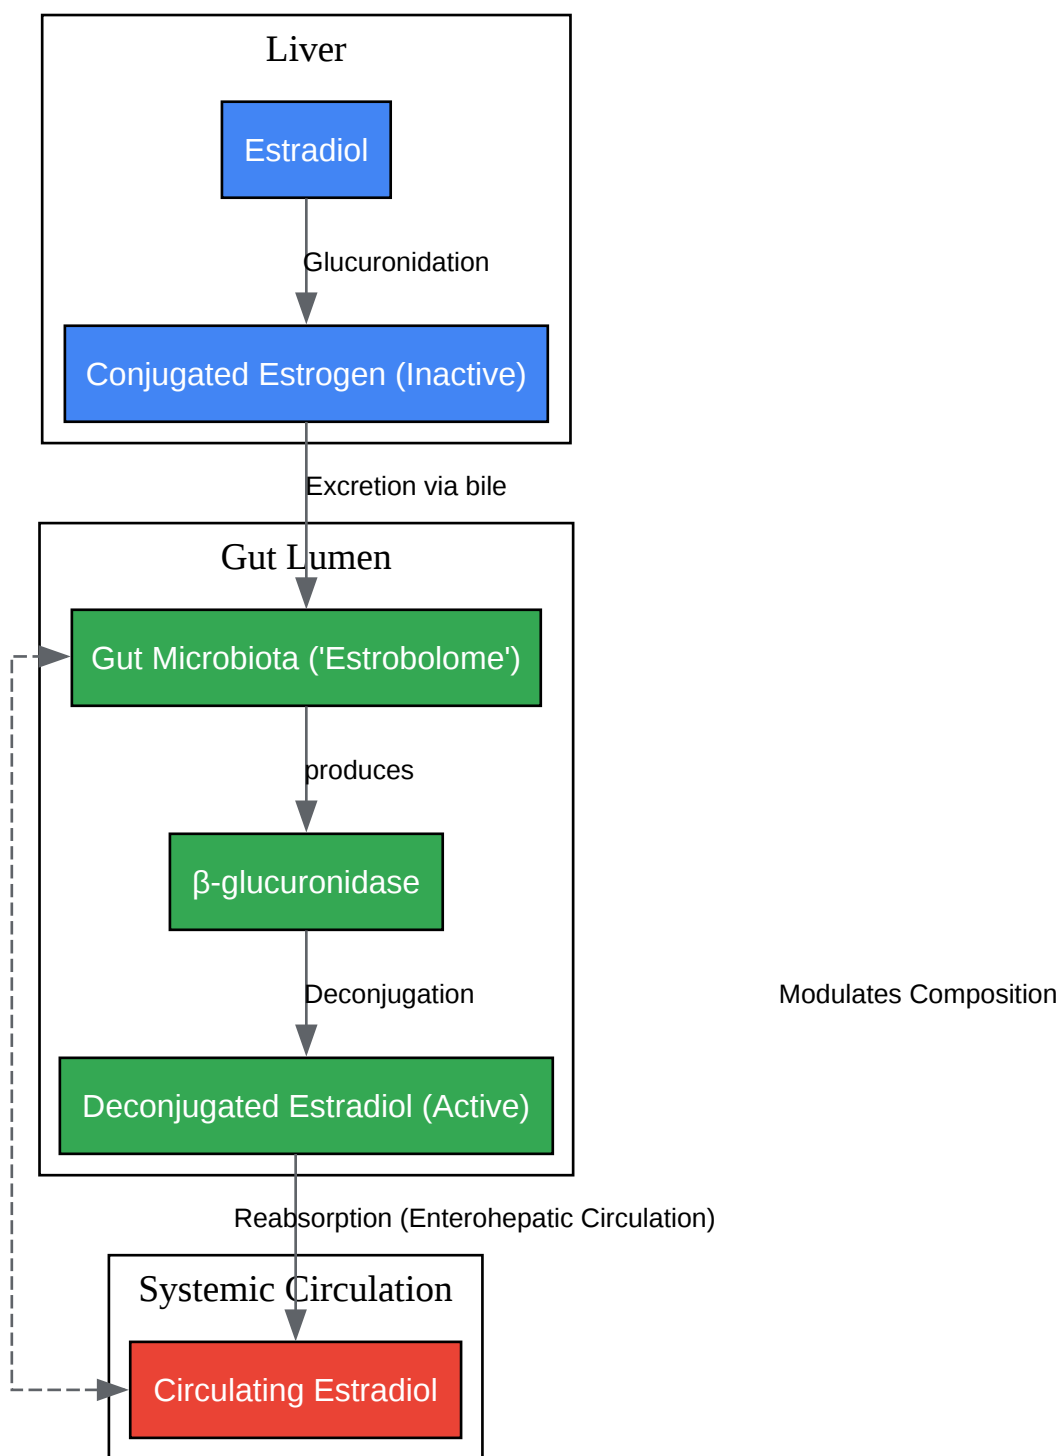 Liver
Estradiol
Glucuronidation
Conjugated Estrogen (Inactive)
Excretion via bile
Gut Lumen
Gut Microbiota ('Estrobolome')
produces
β-glucuronidase
Deconjugation
Modulates Composition
Deconjugated Estradiol (Active)
Reabsorption (Enterohepatic Circulation)
Systemic Circulation
Circulating Estradiol